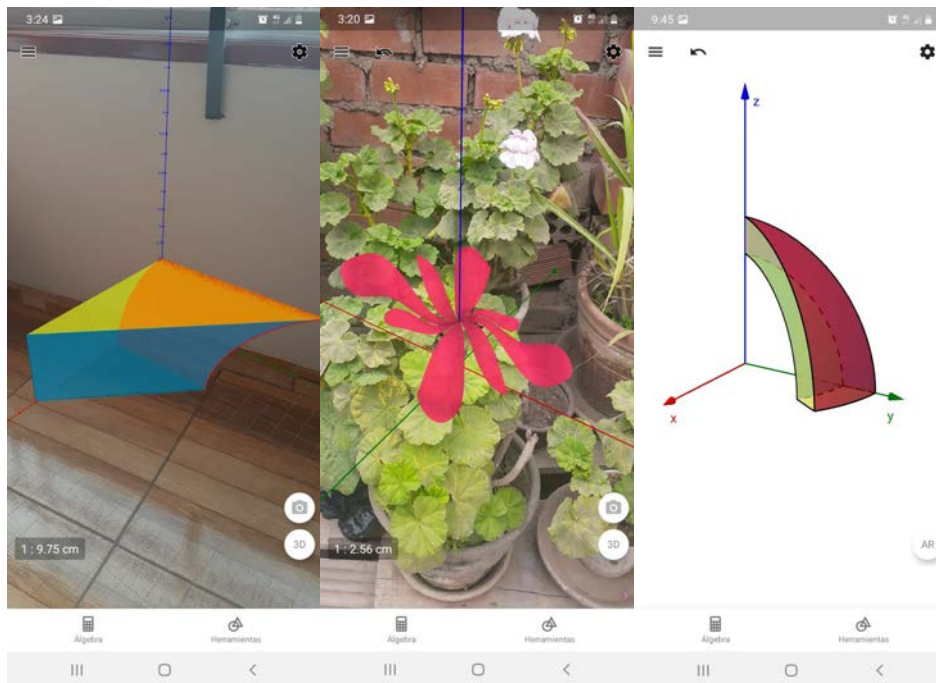 3:24
1 : 9.75 cm
3D
Álgebra
Herramientas
3:20
1 : 2.56 cm
3D
Álgebra
Herramientas
9:45
z
x
y
AR
Álgebra
Herramientas